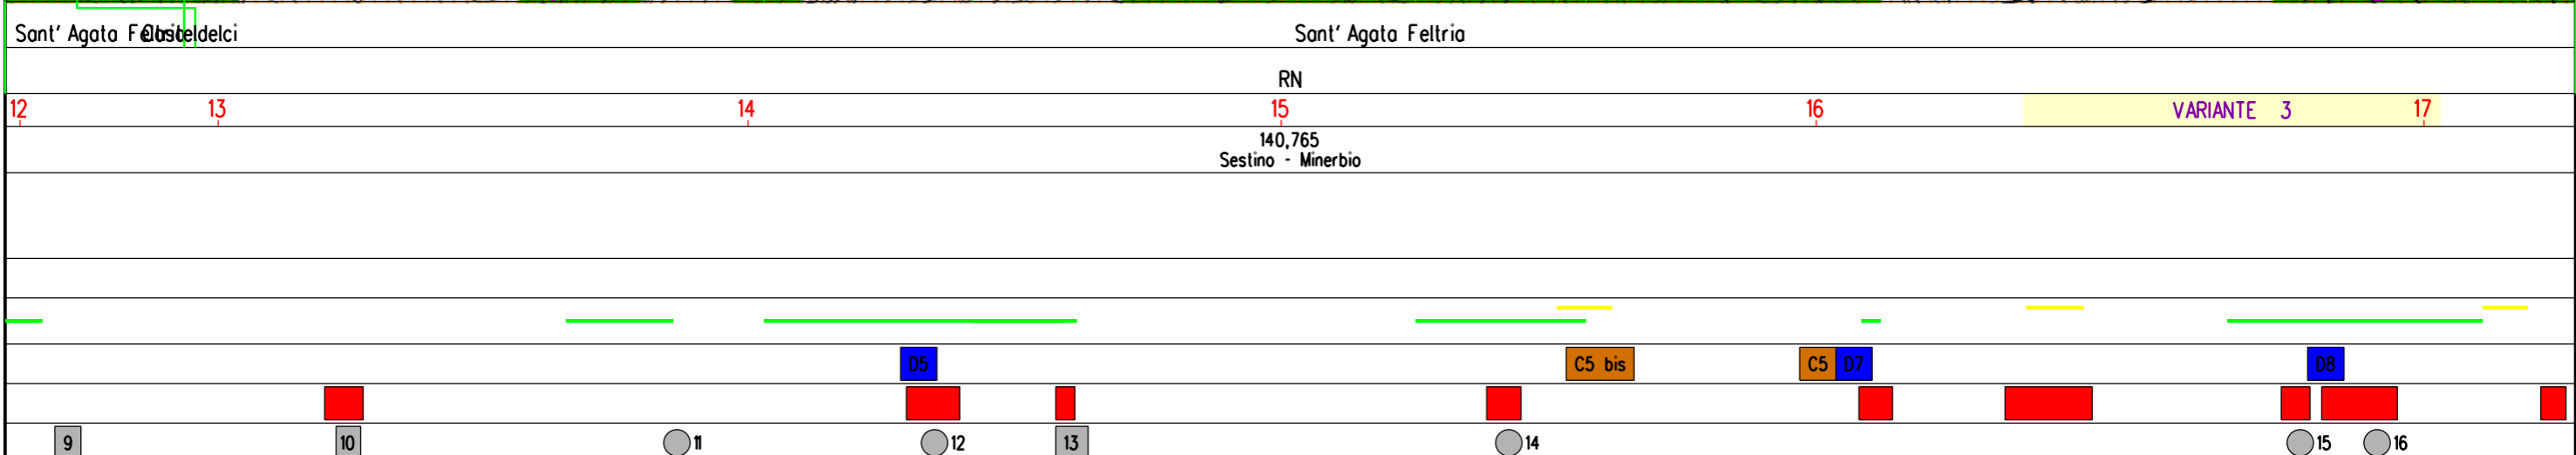 Sant' Agata Feltria Casteldelci Sant' Agata Feltria
RN
12 13 14 15 16 VARIANTE 3 17
140,765
Sestino - Minerbio
D5 C5 bis C5 D7 D8
9 10 11 12 13 14 15 16